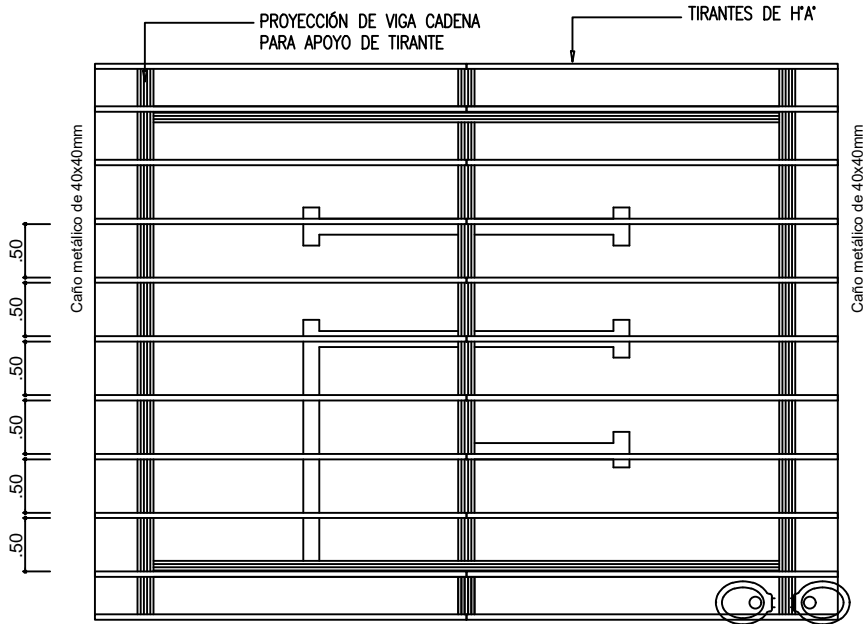 PROYECCIÓN DE VIGA CADENA
PARA APOYO DE TIRANTE
TIRANTES DE H°A°
Caño metálico de 40x40mm
Caño metálico de 40x40mm
.50
.50
.50
.50
.50
.50